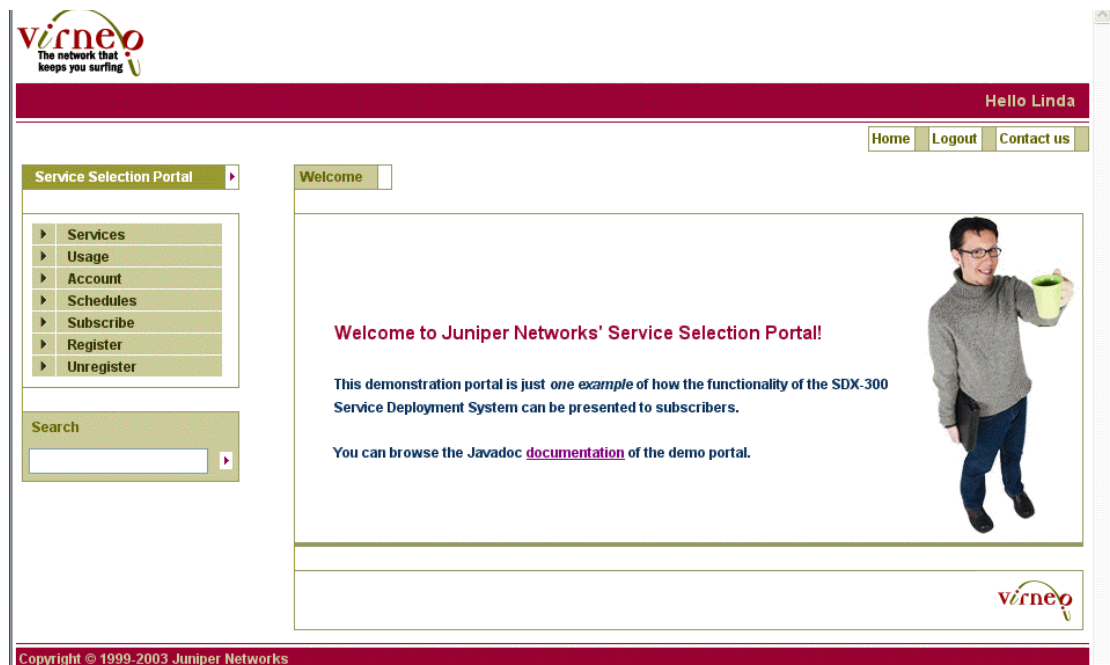 virneo
The network that
keeps you surfing
Hello Linda
Home Logout Contact us
Service Selection Portal
Welcome
Services
Usage
Account
Schedules
Subscribe
Register
Unregister
Search
Welcome to Juniper Networks' Service Selection Portal!
This demonstration portal is just one example of how the functionality of the SDX-300
Service Deployment System can be presented to subscribers.
You can browse the Javadoc documentation of the demo portal.
virneo
Copyright © 1999-2003 Juniper Networks